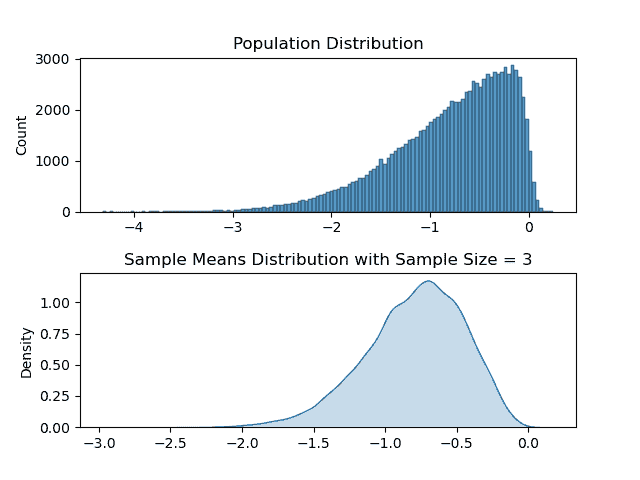 Population Distribution
3000
2000
1000
0
Count
−4 −3 −2 −1 0
Sample Means Distribution with Sample Size = 3
1.00
0.75
0.50
0.25
0.00
Density
−3.0 −2.5 −2.0 −1.5 −1.0 −0.5 0.0